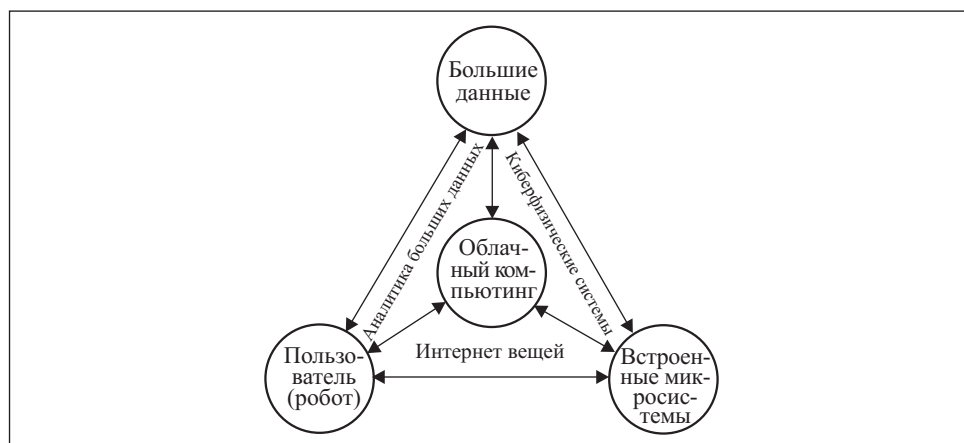 Большие
данные
Аналитика больших данных
Киберфизические системы
Облач-
ный ком-
пьютинг
Интернет вещей
Пользо-
ватель
(робот)
Встроен-
ные мик-
росис-
темы